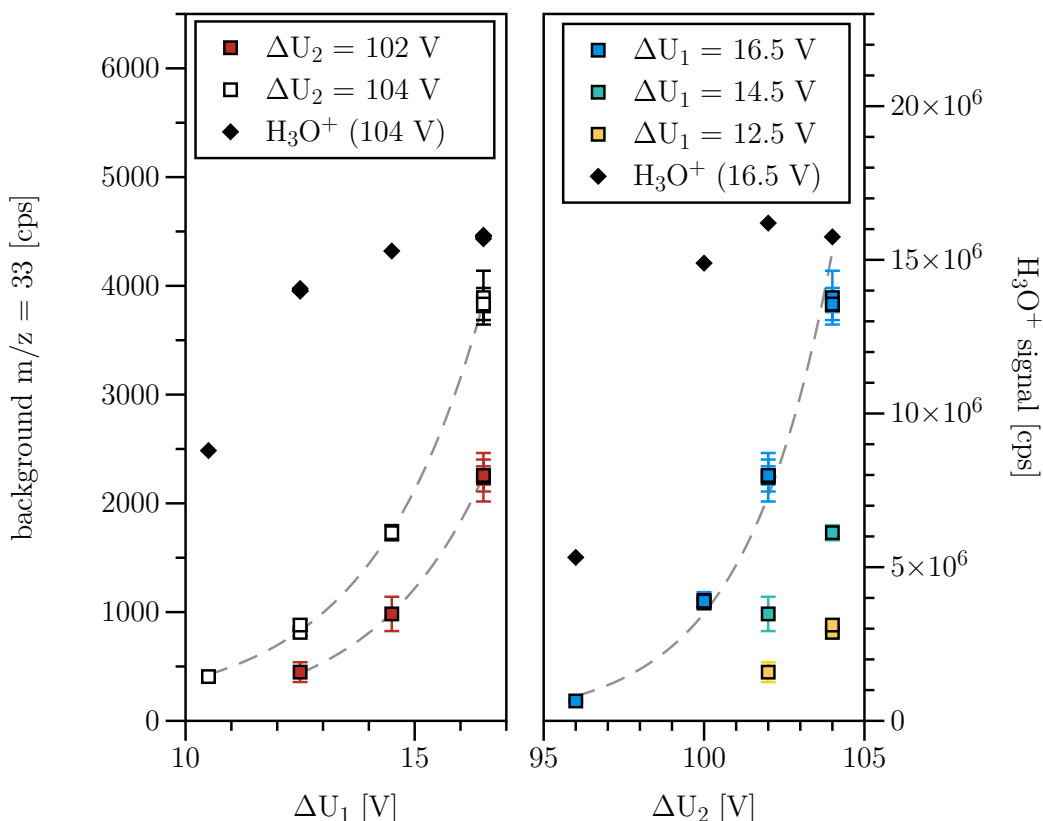 ΔU₂ = 102 V
ΔU₂ = 104 V
H₃O⁺ (104 V)
ΔU₁ = 16.5 V
ΔU₁ = 14.5 V
ΔU₁ = 12.5 V
H₃O⁺ (16.5 V)
6000
5000
4000
3000
2000
1000
0
background m/z = 33 [cps]
20×10⁶
15×10⁶
10×10⁶
5×10⁶
0
H₃O⁺ signal [cps]
10
15
95
100
105
ΔU₁ [V]
ΔU₂ [V]